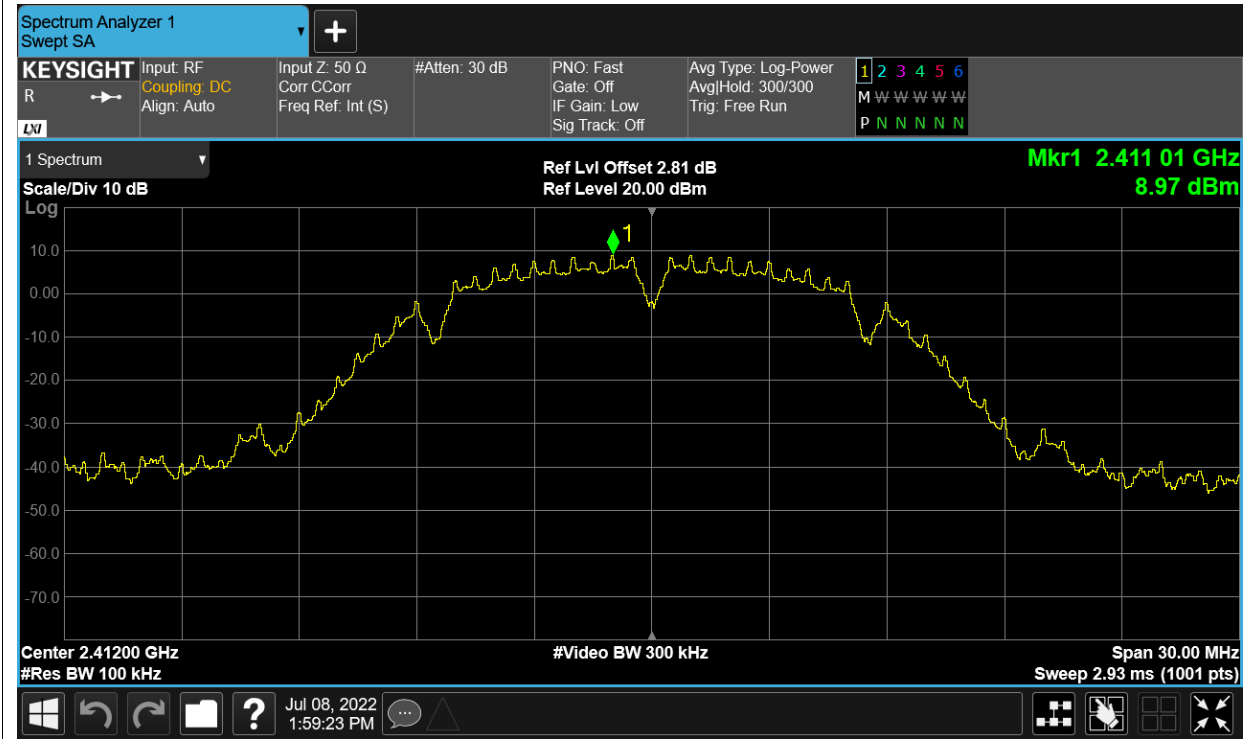 Spectrum Analyzer 1
Swept SA
+
KEYSIGHT
R
LXI
Input: RF
Coupling: DC
Align: Auto
Input Z: 50 Ω
Corr CCorr
Freq Ref: Int (S)
#Atten: 30 dB
PNO: Fast
Gate: Off
IF Gain: Low
Sig Track: Off
Avg Type: Log-Power
Avg|Hold: 300/300
Trig: Free Run
1 2 3 4 5 6
M W W W W W
P N N N N N
1 Spectrum
Scale/Div 10 dB
Log
Ref Lvl Offset 2.81 dB
Ref Level 20.00 dBm
Mkr1 2.411 01 GHz
8.97 dBm
1
10.0
0.00
-10.0
-20.0
-30.0
-40.0
-50.0
-60.0
-70.0
Center 2.41200 GHz
#Res BW 100 kHz
#Video BW 300 kHz
Span 30.00 MHz
Sweep 2.93 ms (1001 pts)
?
Jul 08, 2022
1:59:23 PM